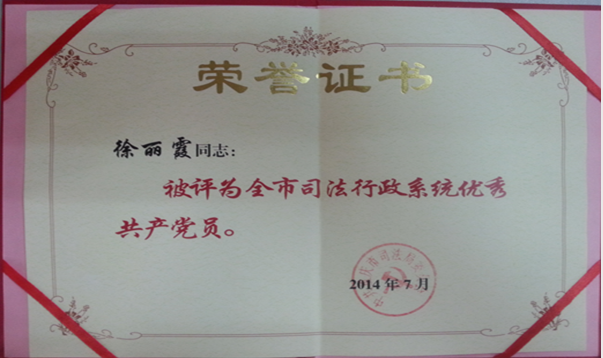 荣誉证书
徐丽霞同志：
被评为全市司法行政系统优秀
共产党员。
2014年7月